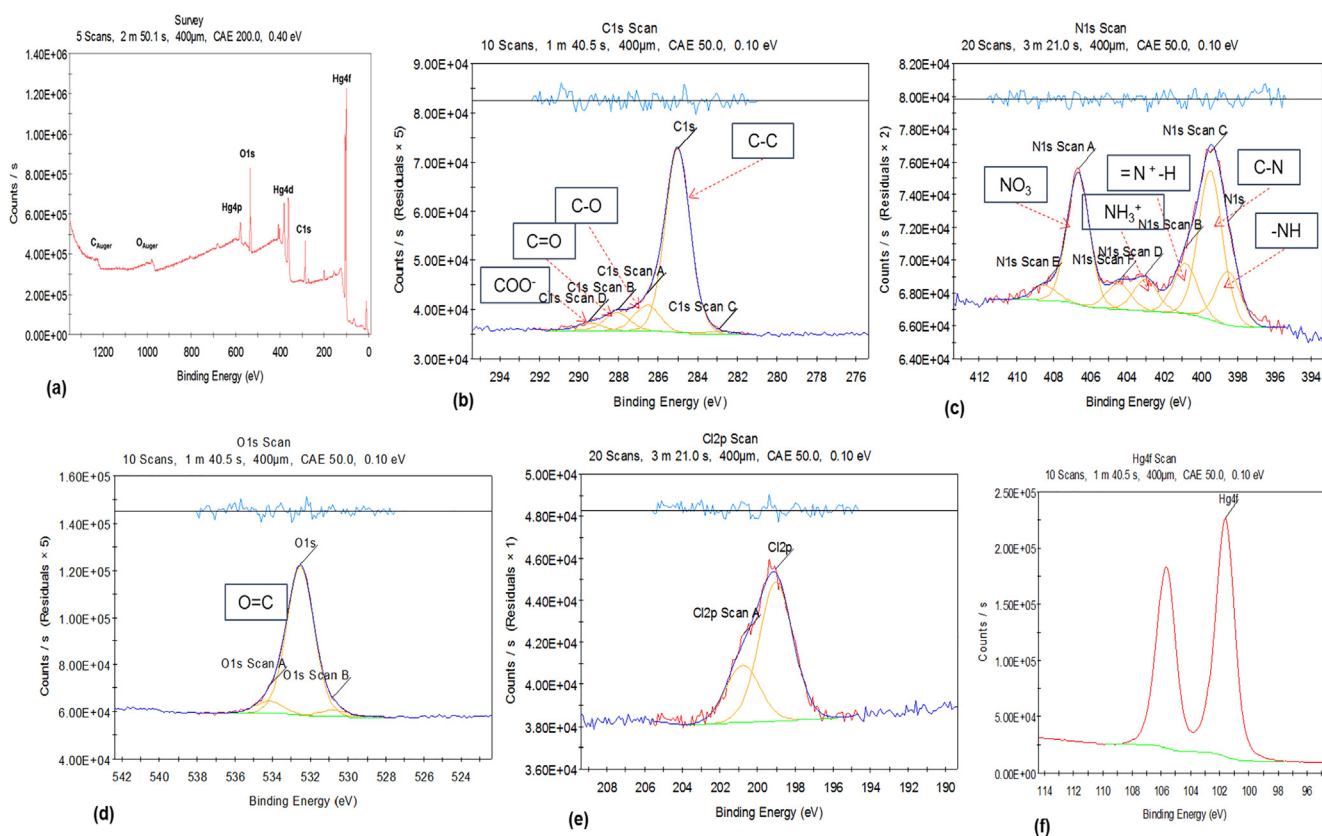 Survey
5 Scans, 2 m 50.1 s, 400µm, CAE 200.0, 0.40 eV
1.40E+06
1.20E+06
1.00E+06
8.00E+05
6.00E+05
4.00E+05
2.00E+05
0.00E+00
Counts / s
Hg4f
O1s
Hg4d
Hg4p
C1s
CAuger
OAuger
1200 1000 800 600 400 200 0
Binding Energy (eV)
(a)
C1s Scan
10 Scans, 1 m 40.5 s, 400µm, CAE 50.0, 0.10 eV
9.00E+04
8.00E+04
7.00E+04
6.00E+04
5.00E+04
4.00E+04
3.00E+04
Counts / s (Residuals × 5)
C1s
C-C
C-O
C=O
COO-
C1s Scan A
C1s Scan B
C1s Scan D
C1s Scan C
294 292 290 288 286 284 282 280 278 276
Binding Energy (eV)
(b)
N1s Scan
20 Scans, 3 m 21.0 s, 400µm, CAE 50.0, 0.10 eV
8.20E+04
8.00E+04
7.80E+04
7.60E+04
7.40E+04
7.20E+04
7.00E+04
6.80E+04
6.60E+04
6.40E+04
Counts / s (Residuals × 2)
N1s Scan A
N1s Scan C
=N+-H
C-N
NO3
NH3+
N1s
N1s Scan B
-NH
N1s Scan D
N1s Scan E
N1s Scan F
412 410 408 406 404 402 400 398 396 394
Binding Energy (eV)
(c)
O1s Scan
10 Scans, 1 m 40.5 s, 400µm, CAE 50.0, 0.10 eV
1.60E+05
1.40E+05
1.20E+05
1.00E+05
8.00E+04
6.00E+04
4.00E+04
Counts / s (Residuals × 5)
O1s
O=C
O1s Scan A
O1s Scan B
542 540 538 536 534 532 530 528 526 524
Binding Energy (eV)
(d)
Cl2p Scan
20 Scans, 3 m 21.0 s, 400µm, CAE 50.0, 0.10 eV
5.00E+04
4.80E+04
4.60E+04
4.40E+04
4.20E+04
4.00E+04
3.80E+04
3.60E+04
Counts / s (Residuals × 1)
Cl2p
Cl2p Scan A
208 206 204 202 200 198 196 194 192 190
Binding Energy (eV)
(e)
Hg4f Scan
10 Scans, 1 m 40.5 s, 400µm, CAE 50.0, 0.10 eV
2.50E+05
2.00E+05
1.50E+05
1.00E+05
5.00E+04
0.00E+00
Counts / s
Hg4f
114 112 110 108 106 104 102 100 98 96
Binding Energy (eV)
(f)